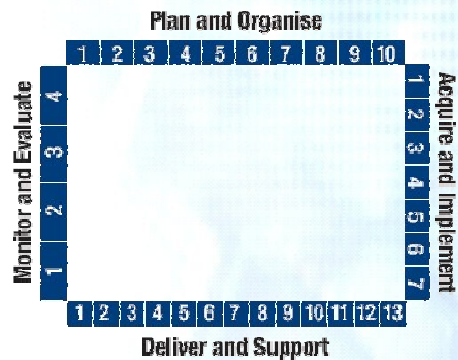 Plan and Organise
1 2 3 4 5 6 7 8 9 10
Monitor and Evaluate
4 3 2 1
1 2 3 4 5 6 7
Acquire and Implement
1 2 3 4 5 6 7 8 9 10 11 12 13
Deliver and Support